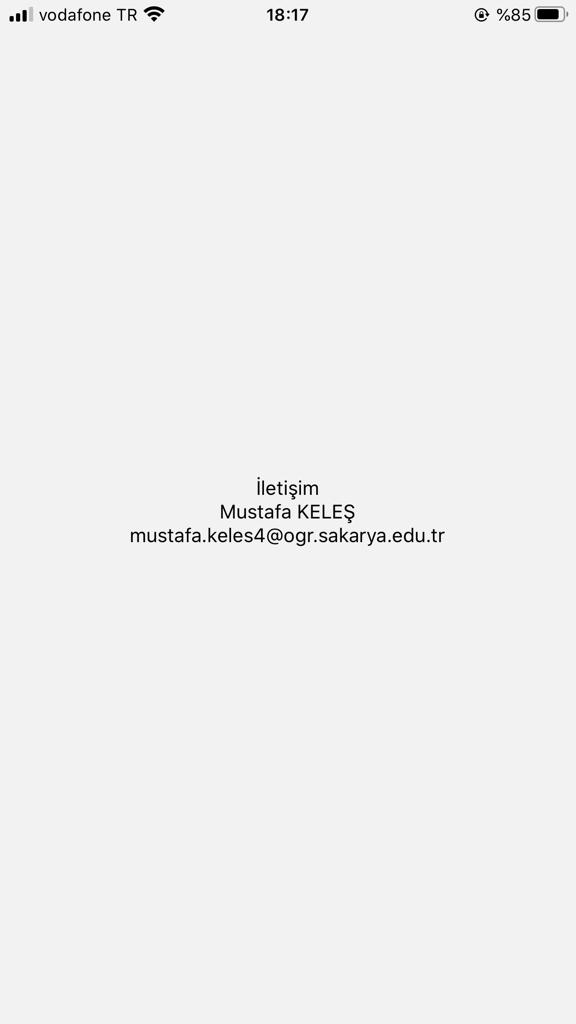 vodafone TR 18:17 %85
İletişim
Mustafa KELEŞ
mustafa.keles4@ogr.sakarya.edu.tr